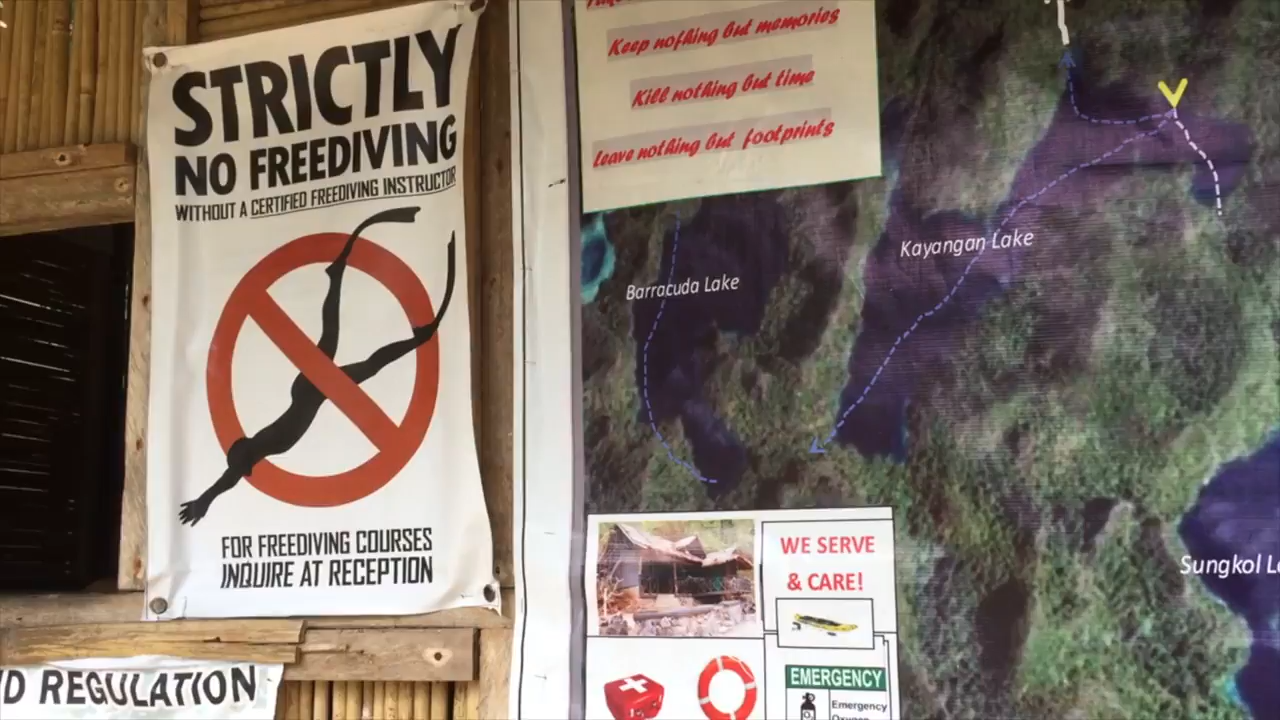 STRICTLY
NO FREEDIVING
WITHOUT A CERTIFIED FREEDIVING INSTRUCTOR
FOR FREEDIVING COURSES
INQUIRE AT RECEPTION
D REGULATION
Keep nothing but memories
Kill nothing but time
Leave nothing but footprints
Kayangan Lake
Barracuda Lake
Sungkol
WE SERVE
& CARE!
EMERGENCY
Emergency